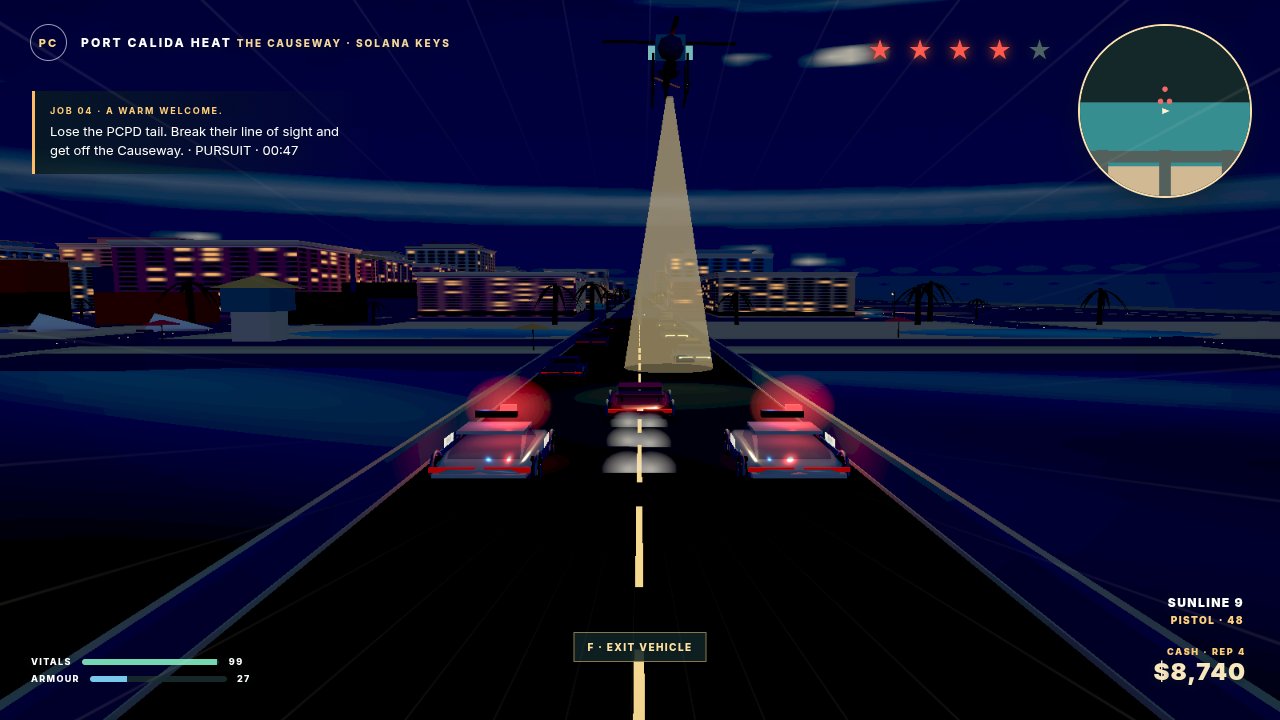 PC
PORT CALIDA HEAT THE CAUSEWAY · SOLANA KEYS
JOB 04 · A WARM WELCOME.
Lose the PCPD tail. Break their line of sight and
get off the Causeway. · PURSUIT · 00:47
F · EXIT VEHICLE
VITALS 99
ARMOUR 27
SUNLINE 9
PISTOL · 48
CASH · REP 4
$8,740